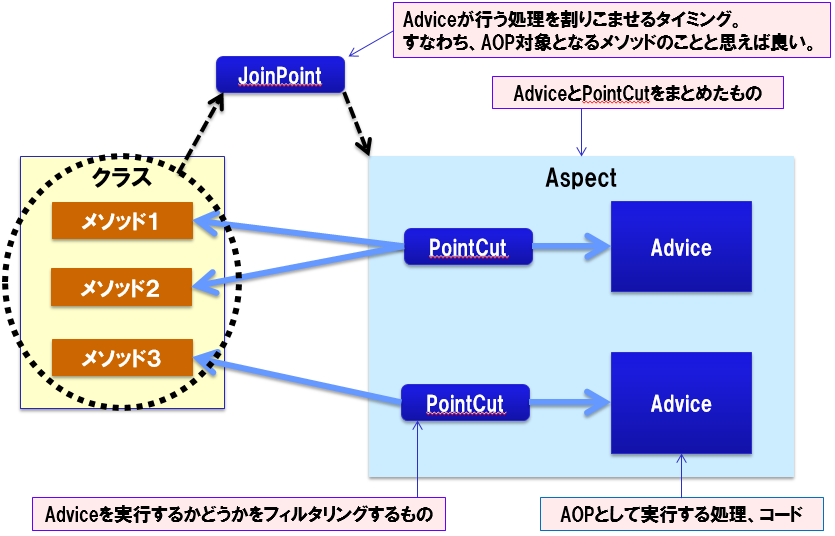 Adviceが行う処理を割りこませるタイミング。
すなわち、AOP対象となるメソッドのことと思えば良い。
JoinPoint
AdviceとPointCutをまとめたもの
クラス
メソッド1
メソッド2
メソッド3
Aspect
PointCut
Advice
PointCut
Advice
Adviceを実行するかどうかをフィルタリングするもの
AOPとして実行する処理、コード